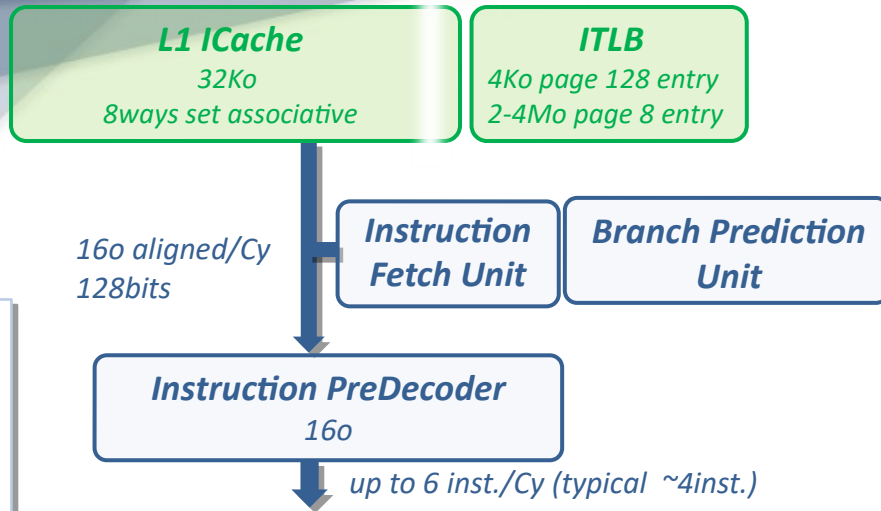 L1 ICache
32Ko
8ways set associative
ITLB
4Ko page 128 entry
2-4Mo page 8 entry
16o aligned/Cy
128bits
Instruction
Fetch Unit
Branch Prediction
Unit
Instruction PreDecoder
16o
up to 6 inst./Cy (typical ~4inst.)